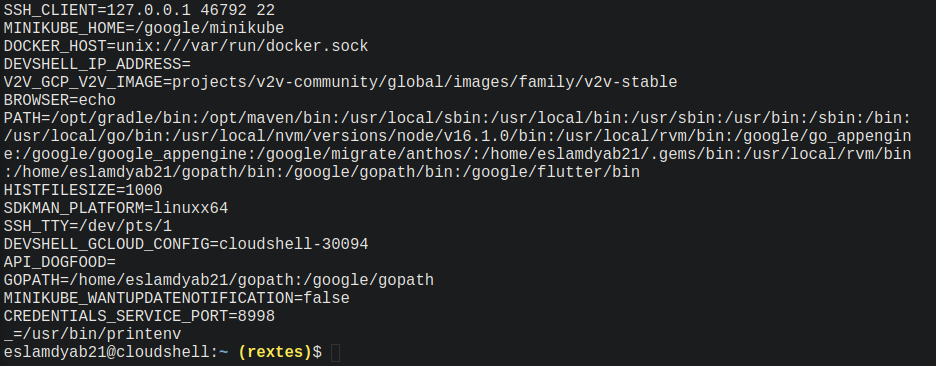 SSH_CLIENT=127.0.0.1 46792 22
MINIKUBE_HOME=/google/minikube
DOCKER_HOST=unix:///var/run/docker.sock
DEVSHELL_IP_ADDRESS=
V2V_GCP_V2V_IMAGE=projects/v2v-community/global/images/family/v2v-stable
BROWSER=echo
PATH=/opt/gradle/bin:/opt/maven/bin:/usr/local/sbin:/usr/local/bin:/usr/sbin:/usr/bin:/sbin:/bin:
/usr/local/go/bin:/usr/local/nvm/versions/node/v16.1.0/bin:/usr/local/rvm/bin:/google/go_appengin
e:/google/google_appengine:/google/migrate/anthos/:/home/eslamdyab21/.gems/bin:/usr/local/rvm/bin
:/home/eslamdyab21/gopath/bin:/google/gopath/bin:/google/flutter/bin
HISTFILESIZE=1000
SDKMAN_PLATFORM=linuxx64
SSH_TTY=/dev/pts/1
DEVSHELL_GCLOUD_CONFIG=cloudshell-30094
API_DOGFOOD=
GOPATH=/home/eslamdyab21/gopath:/google/gopath
MINIKUBE_WANTUPDATENOTIFICATION=false
CREDENTIALS_SERVICE_PORT=8998
_=/usr/bin/printenv
eslamdyab21@cloudshell:~ (rextes)$